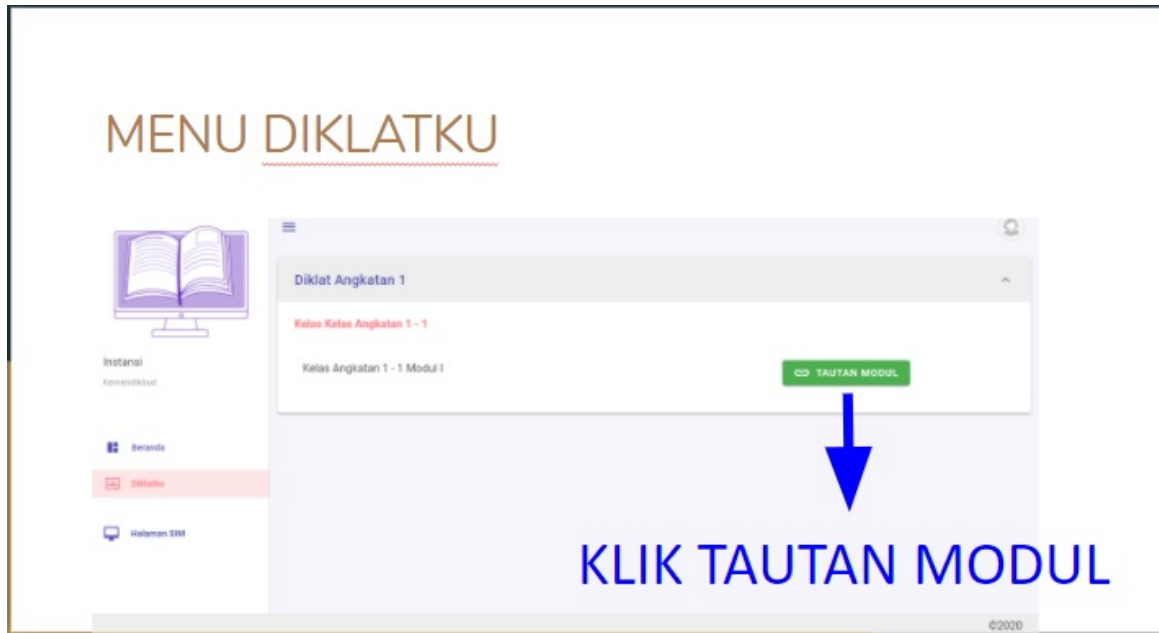 MENU DIKLATKU
Diklat Angkatan 1
Kelas Kelas Angkatan 1 - 1
Instansi
Kemendikbud
Kelas Angkatan 1 - 1 Modul I
TAUTAN MODUL
Beranda
Diklatku
Halaman SIM
KLIK TAUTAN MODUL
©2020